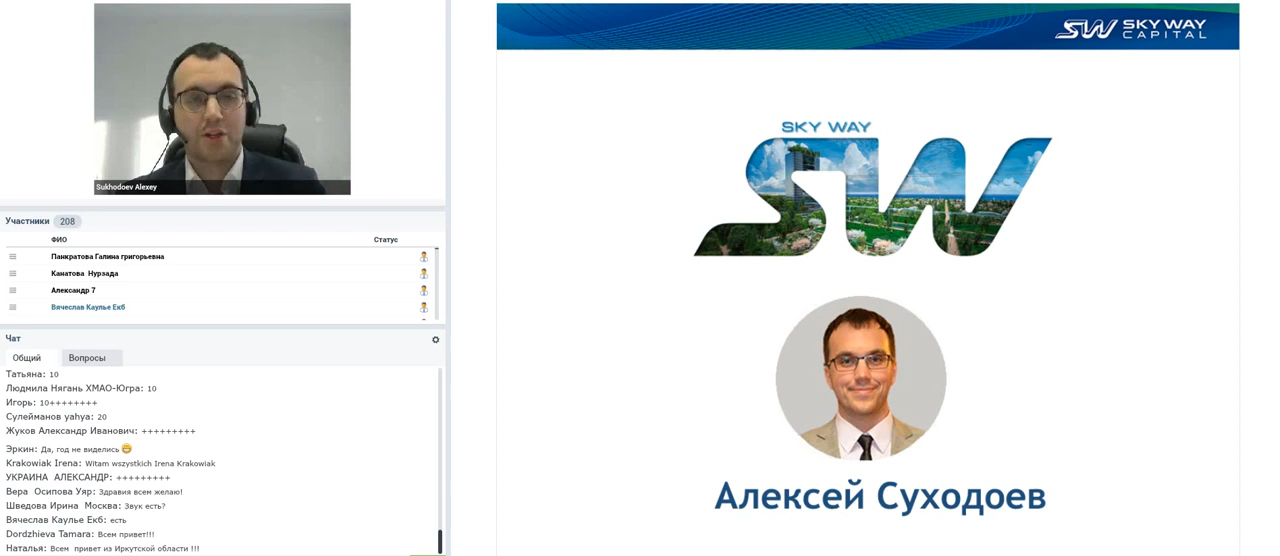 Sukhodoev Alexey
Участники 208
ФИО Статус
Панкратова Галина григорьевна
Канатова Нурзада
Александр 7
Вячеслав Каулье Екб
Чат
Общий Вопросы
Татьяна: 10
Людмила Нягань ХМАО-Югра: 10
Игорь: 10++++++++
Сулейманов yahya: 20
Жуков Александр Иванович: +++++++++
Эркин: Да, год не виделись
Krakowiak Irena: Witam wszystkich Irena Krakowiak
УКРАИНА АЛЕКСАНДР: +++++++++
Вера Осипова Уяр: Здравия всем желаю!
Шведова Ирина Москва: Звук есть?
Вячеслав Каулье Екб: есть
Dordzhieva Tamara: Всем привет!!!
Наталья: Всем привет из Иркутской области !!!
SW SKY WAY
CAPITAL
SKY WAY
SW
Алексей Суходоев